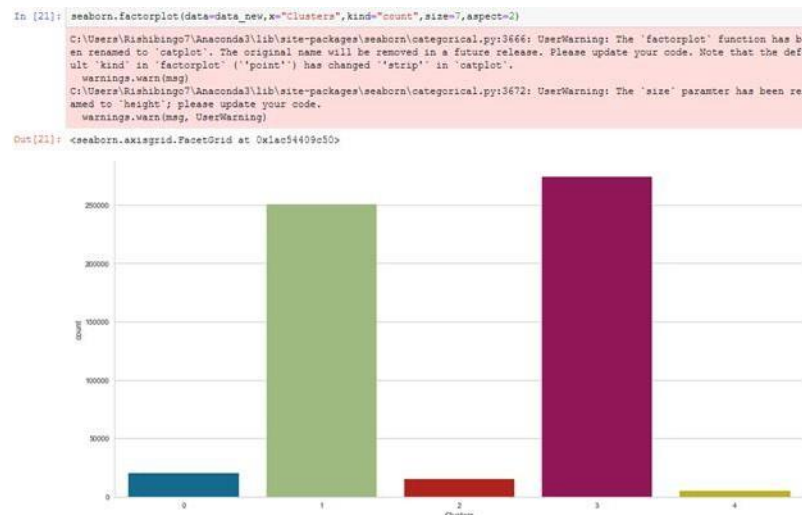 In [21]: seaborn.factorplot(data=data_new,x="Clusters",kind="count",size=7,aspect=2)
C:\Users\Rishibingo7\Anaconda3\lib\site-packages\seaborn\categorical.py:3666: UserWarning: The `factorplot` function has b
en renamed to `catplot`. The original name will be removed in a future release. Please update your code. Note that the def
ult `kind` in `factorplot` (`'point'`) has changed `'strip'` in `catplot`.
warnings.warn(msg)
C:\Users\Rishibingo7\Anaconda3\lib\site-packages\seaborn\categorical.py:3672: UserWarning: The `size` paramter has been re
amed to `height`; please update your code.
warnings.warn(msg, UserWarning)
Out[21]: <seaborn.axisgrid.FacetGrid at 0x1ac54409c50>
250000
200000
150000
count
100000
50000
0
0 1 2 3 4
Clusters